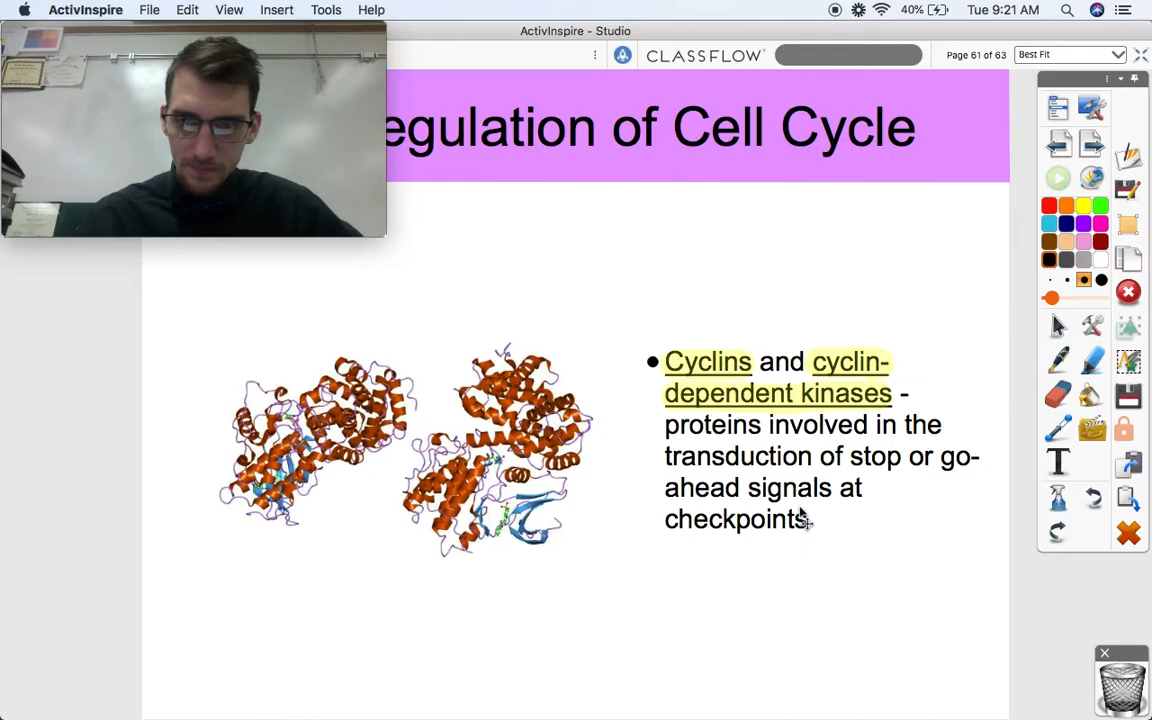 ActivInspire File Edit View Insert Tools Help 40% Tue 9:21 AM
ActivInspire - Studio
CLASSFLOW Page 61 of 63 Best Fit
egulation of Cell Cycle
Cyclins and cyclin-
dependent kinases -
proteins involved in the
transduction of stop or go-
ahead signals at
checkpoints
T